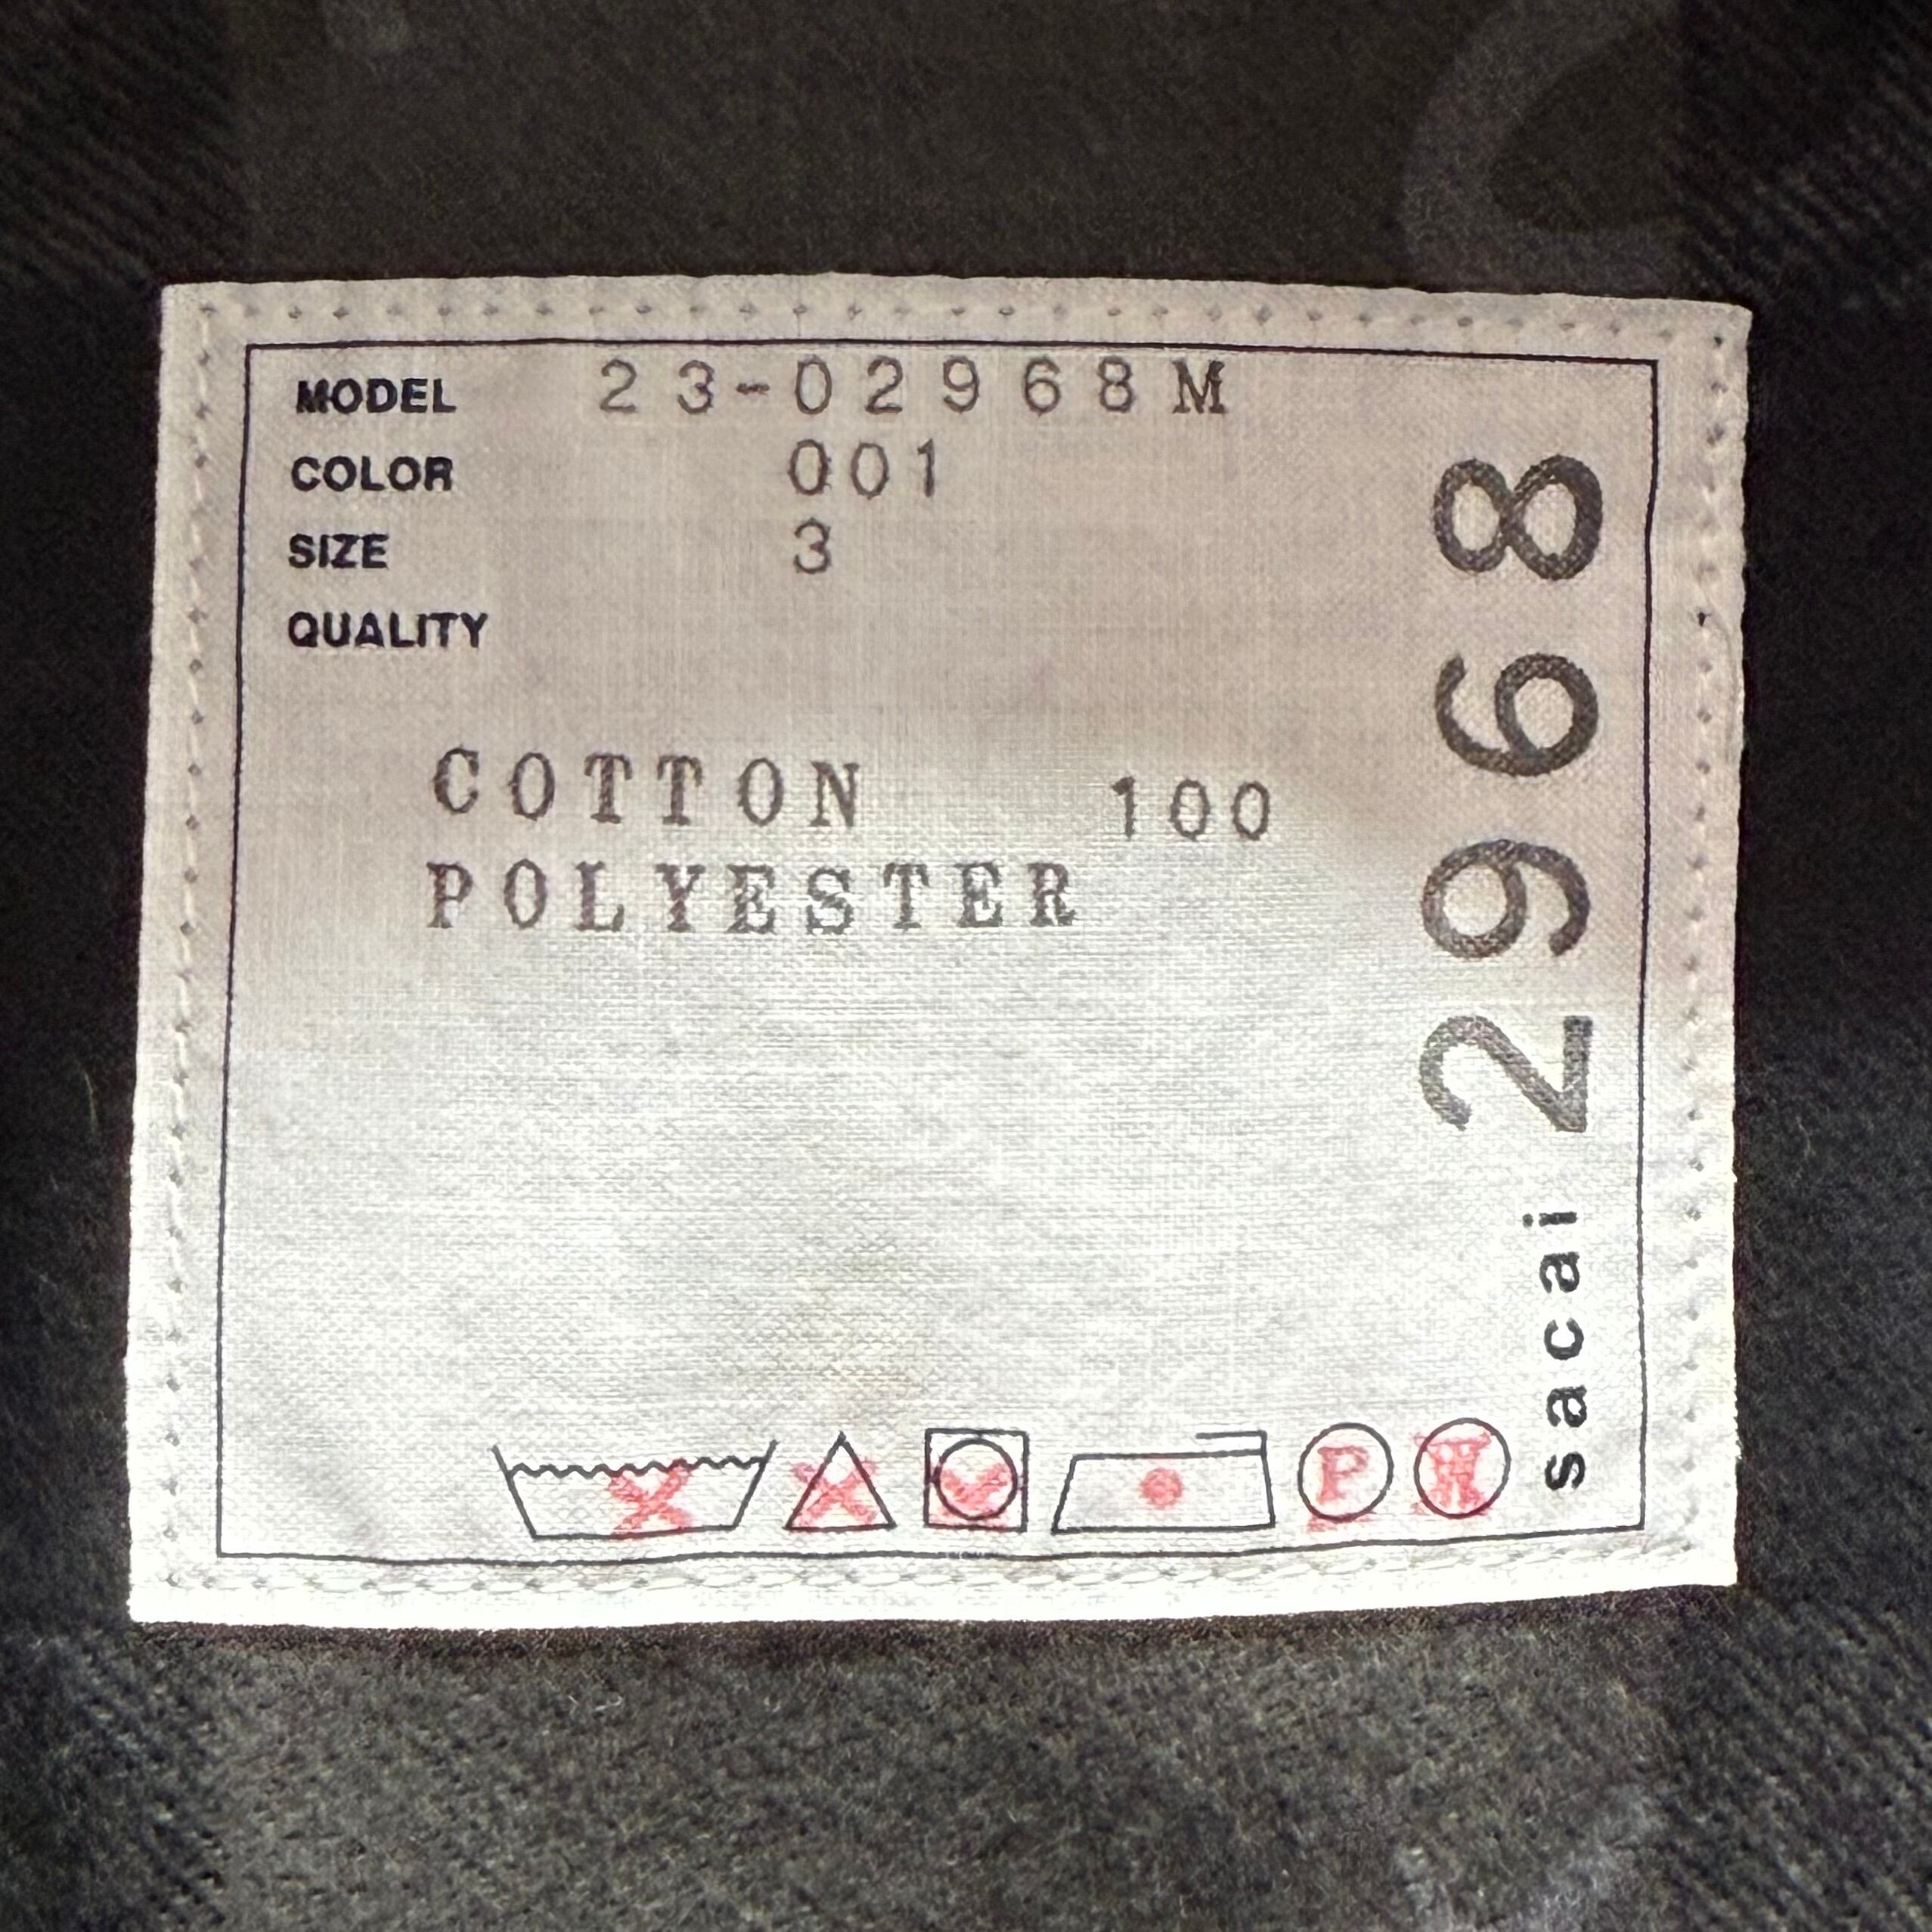 MODEL 23-02968M
COLOR 001
SIZE 3
QUALITY
COTTON 100
POLYESTER
sacai 2968
P